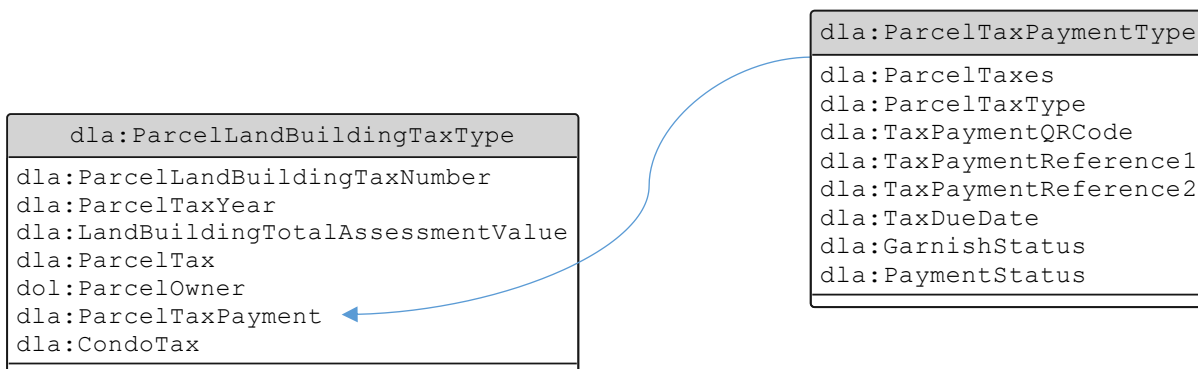 dla:ParcelTaxPaymentType
dla:ParcelTaxes
dla:ParcelTaxType
dla:TaxPaymentQRCode
dla:TaxPaymentReference1
dla:TaxPaymentReference2
dla:TaxDueDate
dla:GarnishStatus
dla:PaymentStatus
dla:ParcelLandBuildingTaxType
dla:ParcelLandBuildingTaxNumber
dla:ParcelTaxYear
dla:LandBuildingTotalAssessmentValue
dla:ParcelTax
dol:ParcelOwner
dla:ParcelTaxPayment
dla:CondoTax